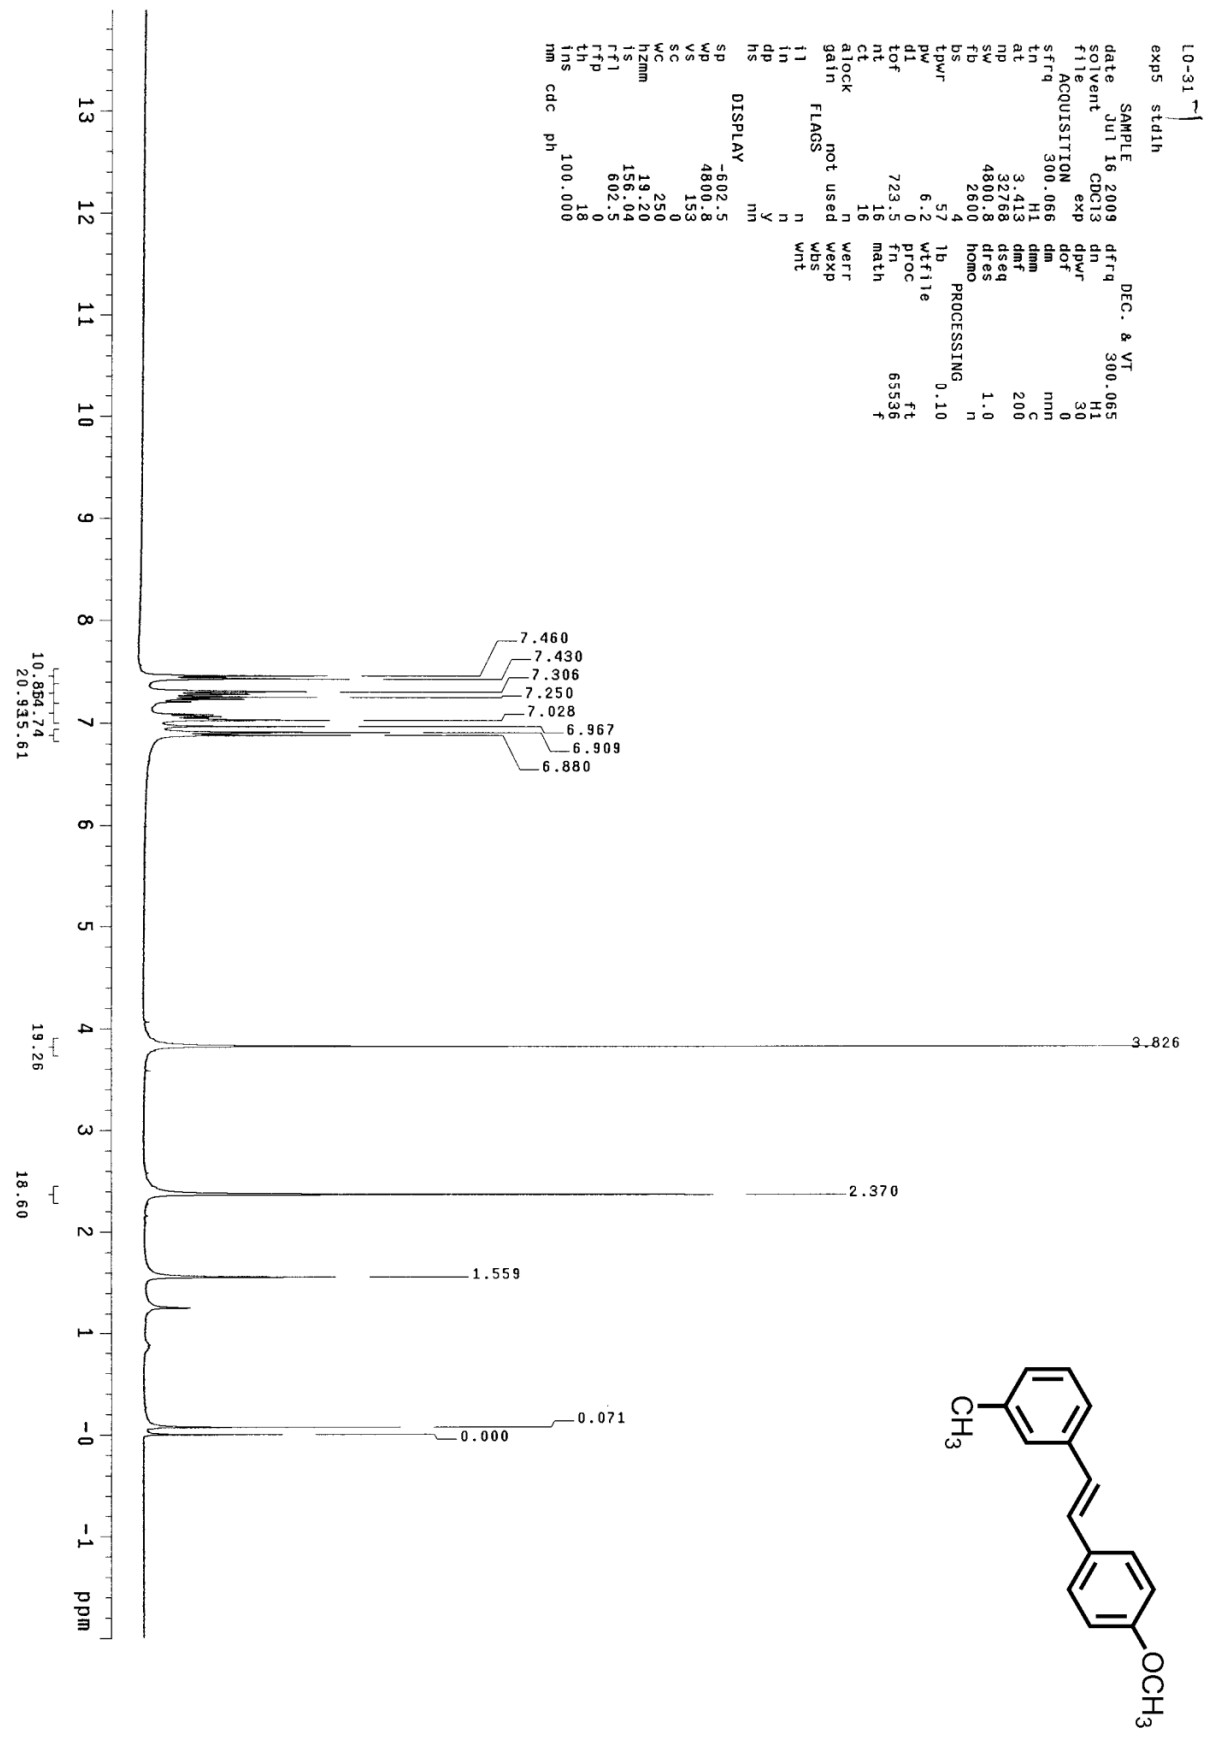 LO-31
exp5 std1h
SAMPLE
date Jul 16 2009
solvent CDCl3
file exp
ACQUISITION
sfrq 300.066
tn H1
at 3.413
np 32768
sw 4800.8
fb 2600
bs 4
tpwr 57
pw 6.2
d1 0
tof 723.5
nt 16
ct 16
alock n
gain not used
FLAGS
il n
in n
dp y
hs nn
DISPLAY
sp -602.5
wp 4800.8
vs 153
sc 0
wc 250
hzmm 19.20
is 156.04
rfl 602.5
rfp 0
th 18
ins 100.000
nm cdc ph
DEC. & VT
dfrq 300.065
dn H1
dpwr 30
dof 0
dm nnn
dmm c
dmf 200
dseq
dres 1.0
homo n
PROCESSING
lb 0.10
wtfile
proc ft
fn 65536
math f
werr
wexp
wbs
wnt
7.460
7.430
7.306
7.250
7.028
6.967
6.909
6.880
3.826
2.370
1.559
0.071
0.000
13 12 11 10 9 8 7 6 5 4 3 2 1 -0 -1 ppm
15.61
19.26
18.60
CH3
OCH3